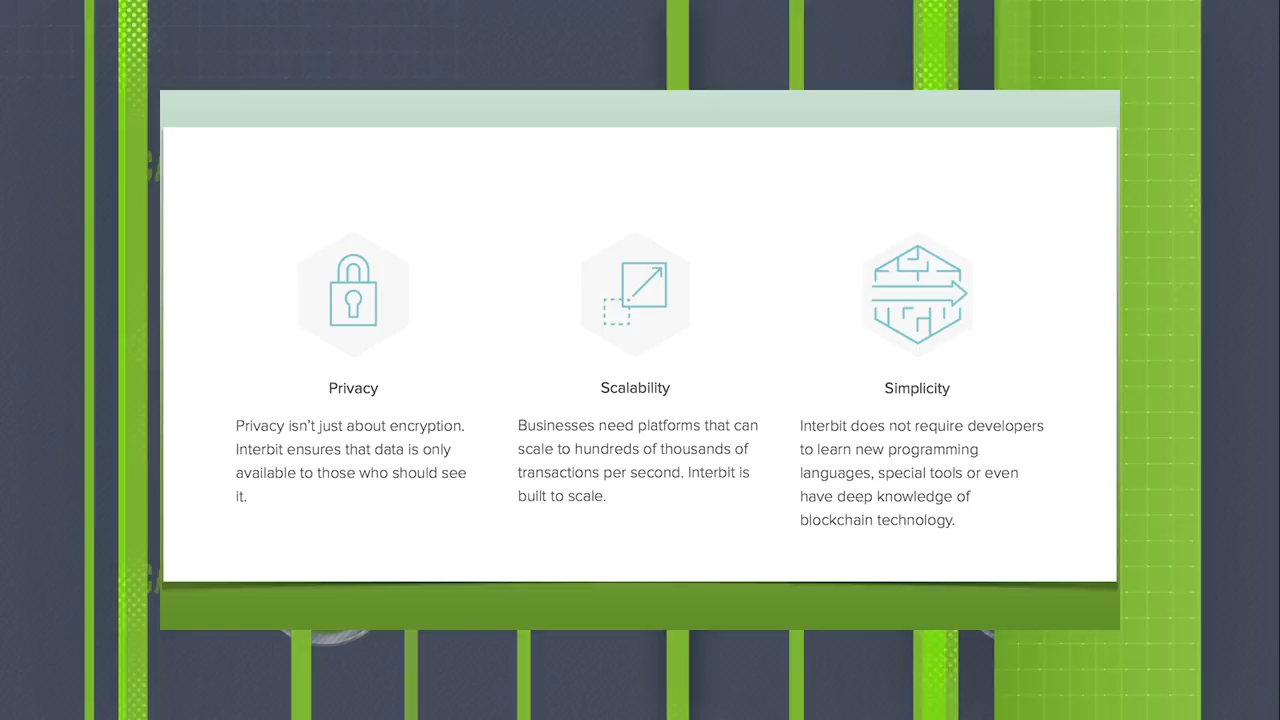 Privacy
Privacy isn't just about encryption.
Interbit ensures that data is only
available to those who should see
it.
Scalability
Businesses need platforms that can
scale to hundreds of thousands of
transactions per second. Interbit is
built to scale.
Simplicity
Interbit does not require developers
to learn new programming
languages, special tools or even
have deep knowledge of
blockchain technology.